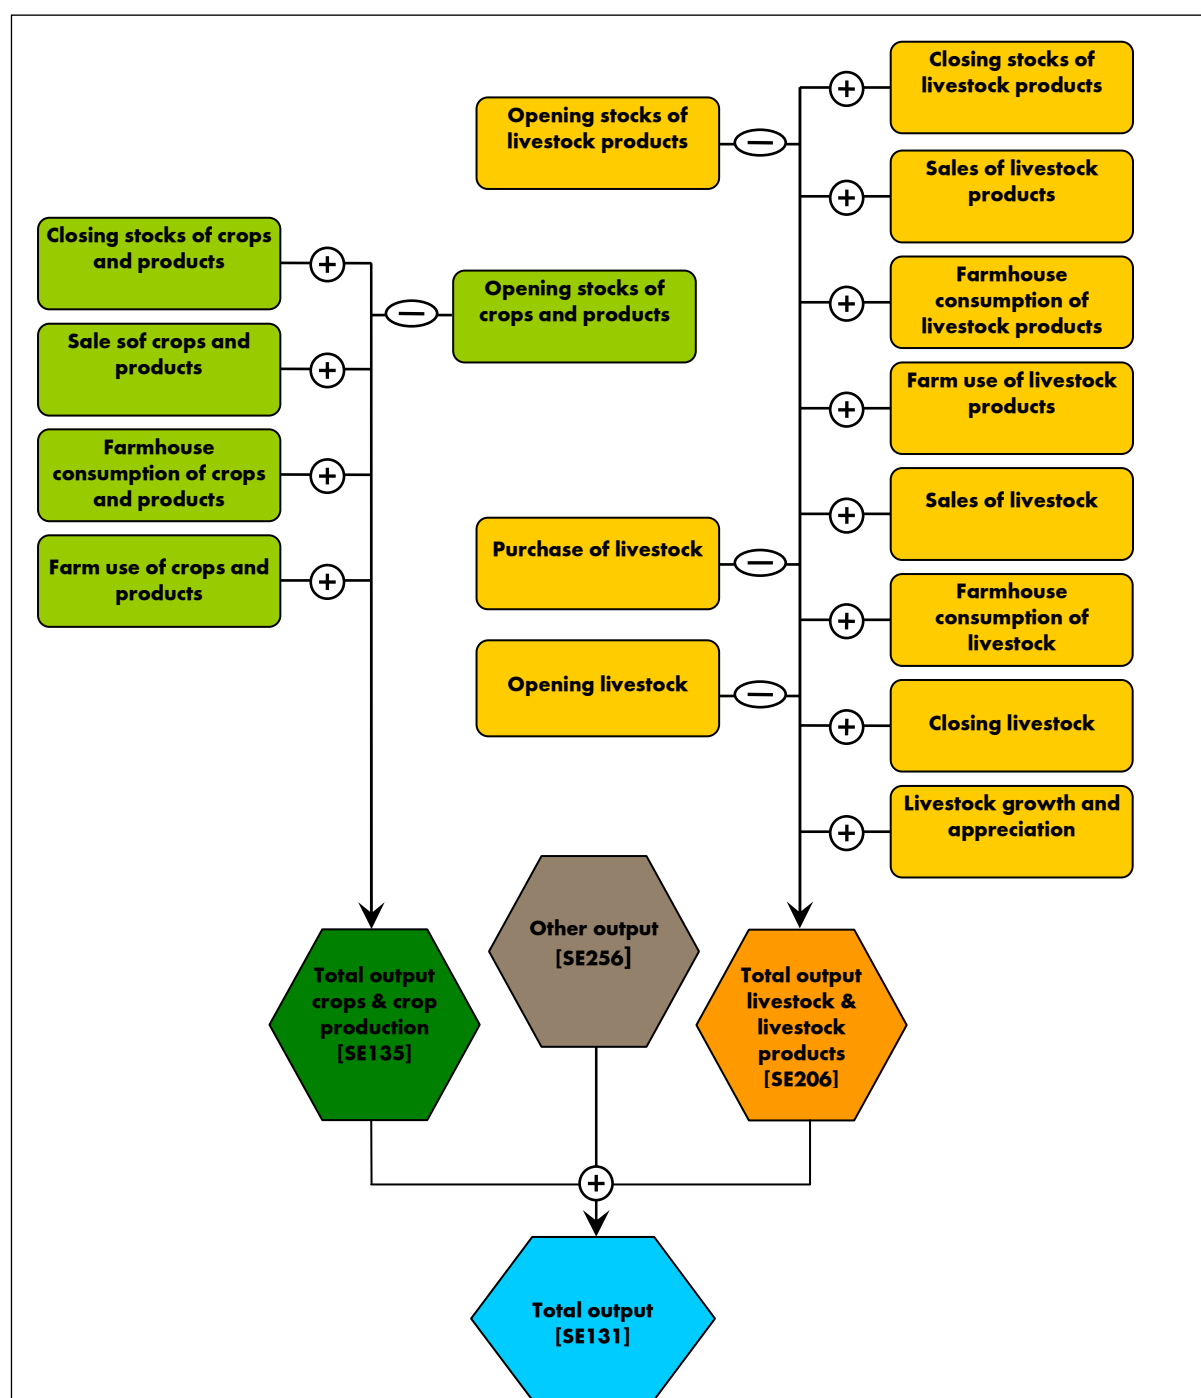 Closing stocks of
livestock products
Opening stocks of
livestock products
Sales of livestock
products
Closing stocks of crops
and products
Opening stocks of
crops and products
Farmhouse
consumption of
livestock products
Sale sof crops and
products
Farm use of livestock
products
Farmhouse
consumption of crops
and products
Sales of livestock
Purchase of livestock
Farm use of crops and
products
Farmhouse
consumption of
livestock
Opening livestock
Closing livestock
Livestock growth and
appreciation
Other output
[SE256]
Total output
crops & crop
production
[SE135]
Total output
livestock &
livestock
products
[SE206]
Total output
[SE131]